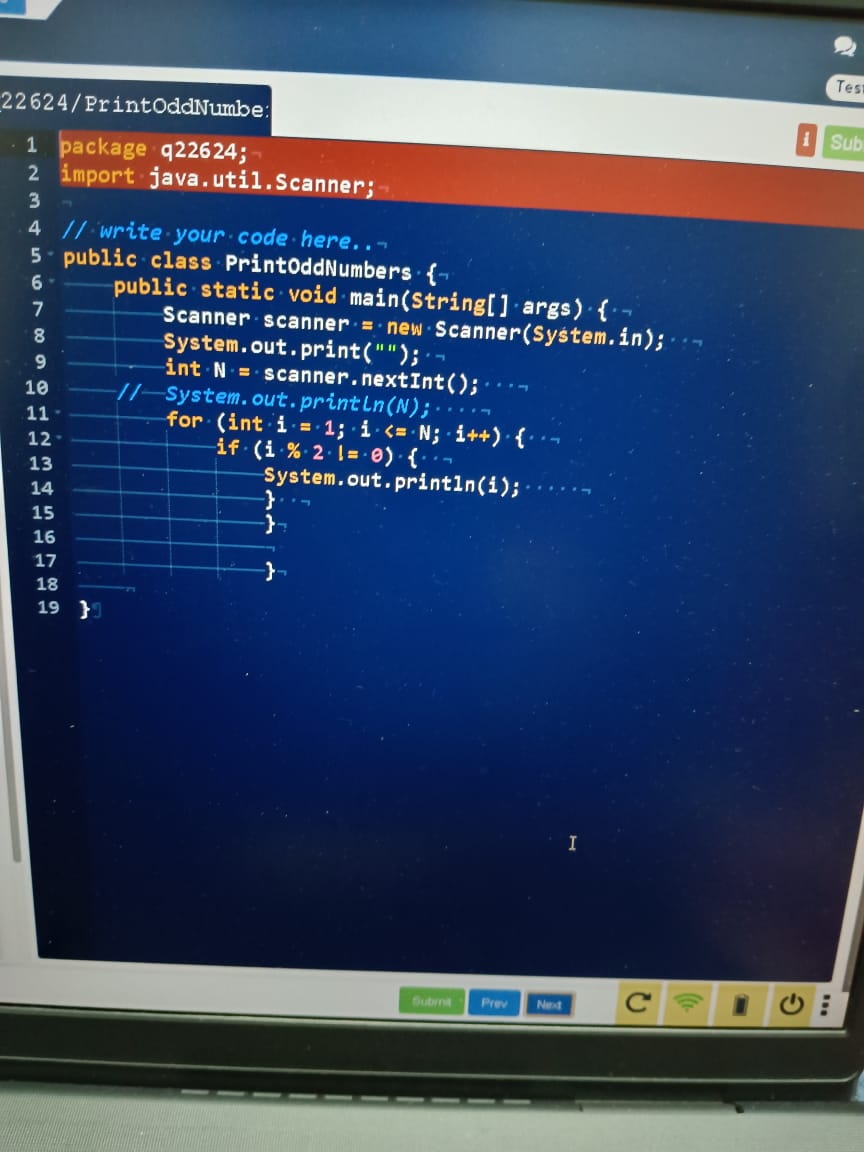 22624/PrintOddNumbe
Sub
1 package q22624;
2 import java.util.Scanner;
3
4 // write your code here..
5 public class PrintOddNumbers {
6 public static void main(String[] args) {
7 Scanner scanner = new Scanner(System.in);
8 System.out.print("");
9 int N = scanner.nextInt();
10 // System.out.println(N);
11 for (int i = 1; i <= N; i++) {
12 if (i % 2 != 0) {
13 System.out.println(i);
14 }
15 }
16
17 }
18
19 }
Submit Prev Next